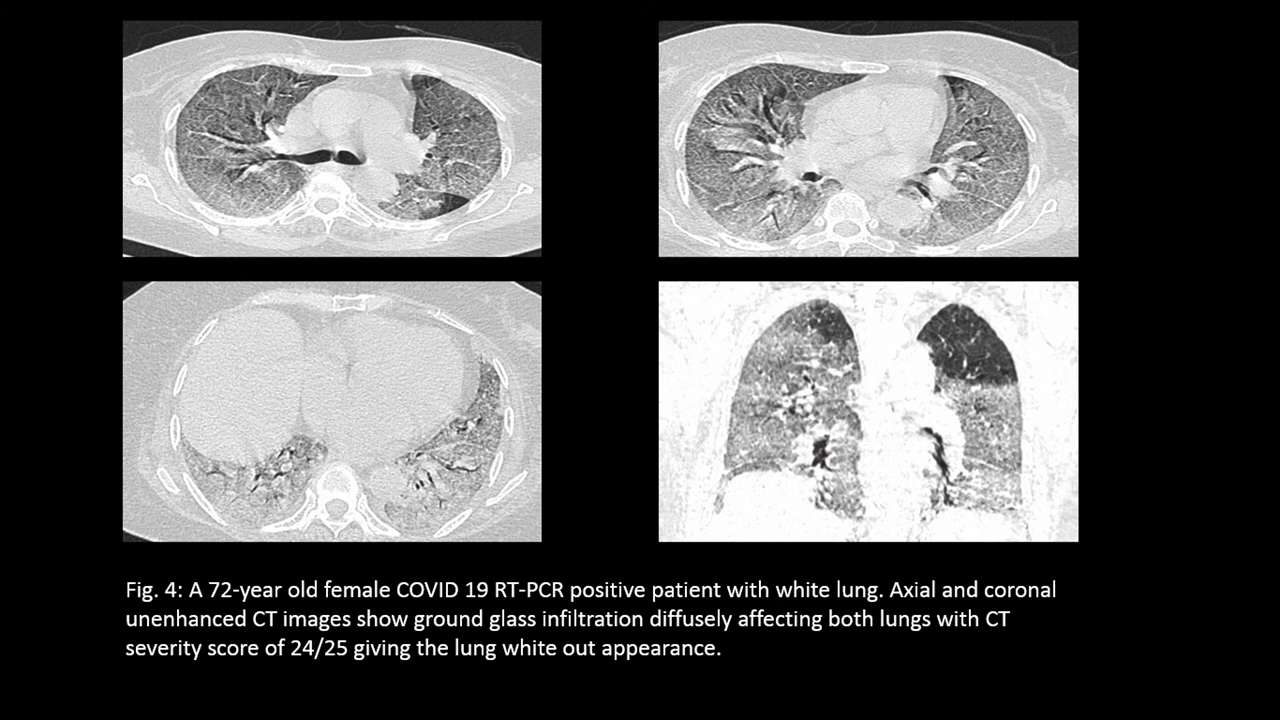 Fig. 4: A 72-year old female COVID 19 RT-PCR positive patient with white lung. Axial and coronal
unenhanced CT images show ground glass infiltration diffusely affecting both lungs with CT
severity score of 24/25 giving the lung white out appearance.